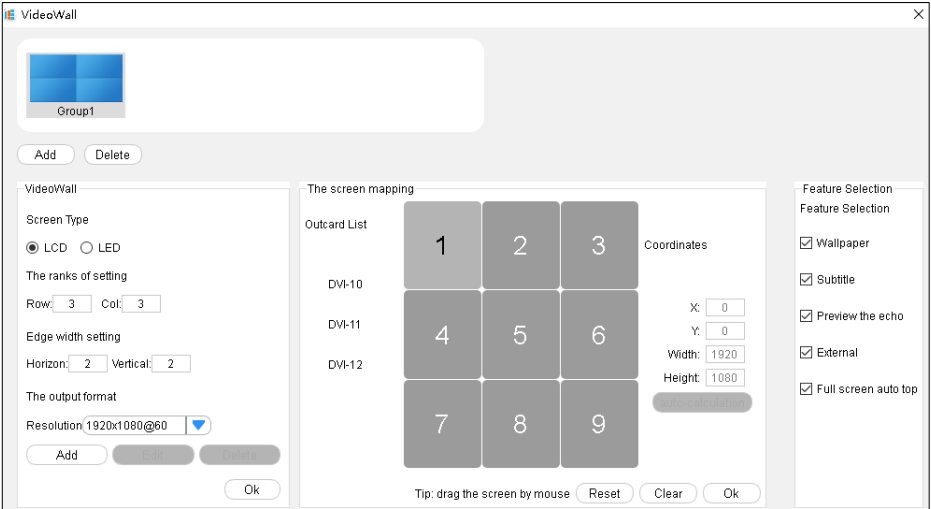 VideoWall
Group1
Add
Delete
VideoWall
Screen Type
LCD
LED
The ranks of setting
Row: 3 Col: 3
Edge width setting
Horizon: 2 Vertical: 2
The output format
Resolution 1920x1080@60
Add
Edit
Delete
Ok
The screen mapping
Outcard List
DVI-10
DVI-11
DVI-12
1 2 3
4 5 6
7 8 9
Coordinates
X: 0
Y: 0
Width: 1920
Height: 1080
auto calculation
Tip: drag the screen by mouse
Reset
Clear
Ok
Feature Selection
Feature Selection
Wallpaper
Subtitle
Preview the echo
External
Full screen auto top